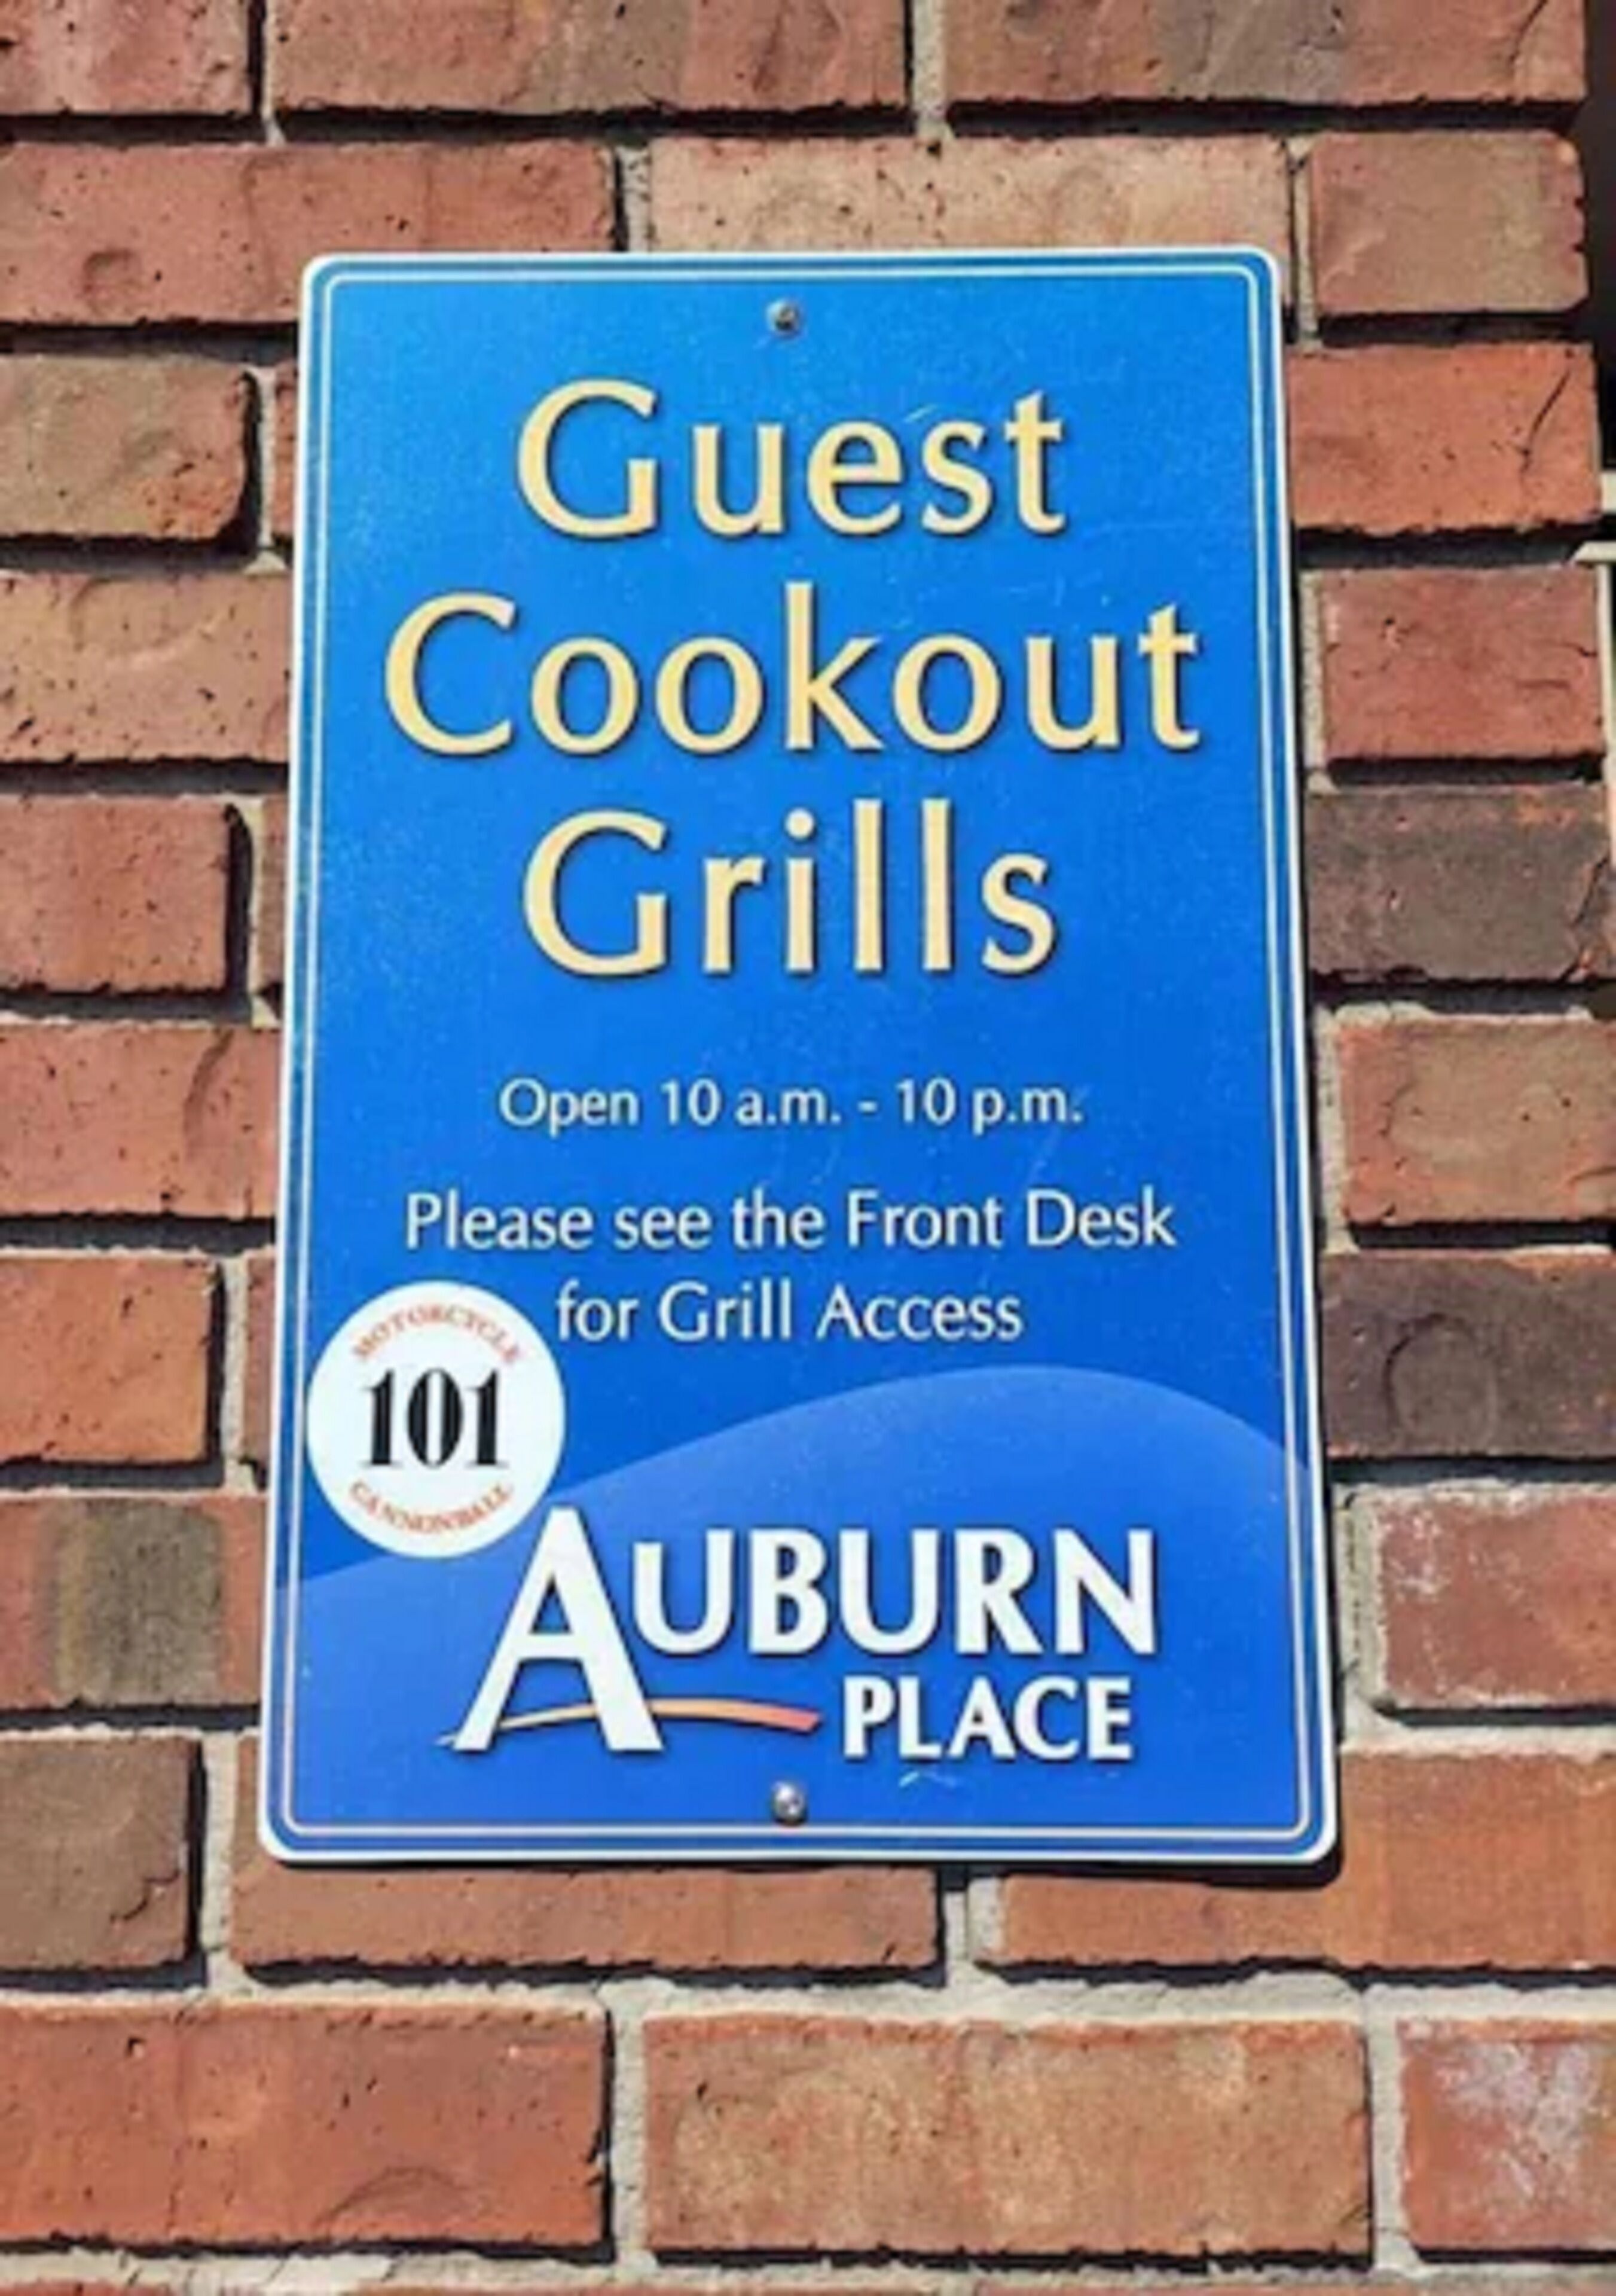 Guest
Cookout
Grills
Open 10 a.m. - 10 p.m.
Please see the Front Desk
for Grill Access
MOTORCYCLE
101
CANNONBALL
AUBURN
PLACE